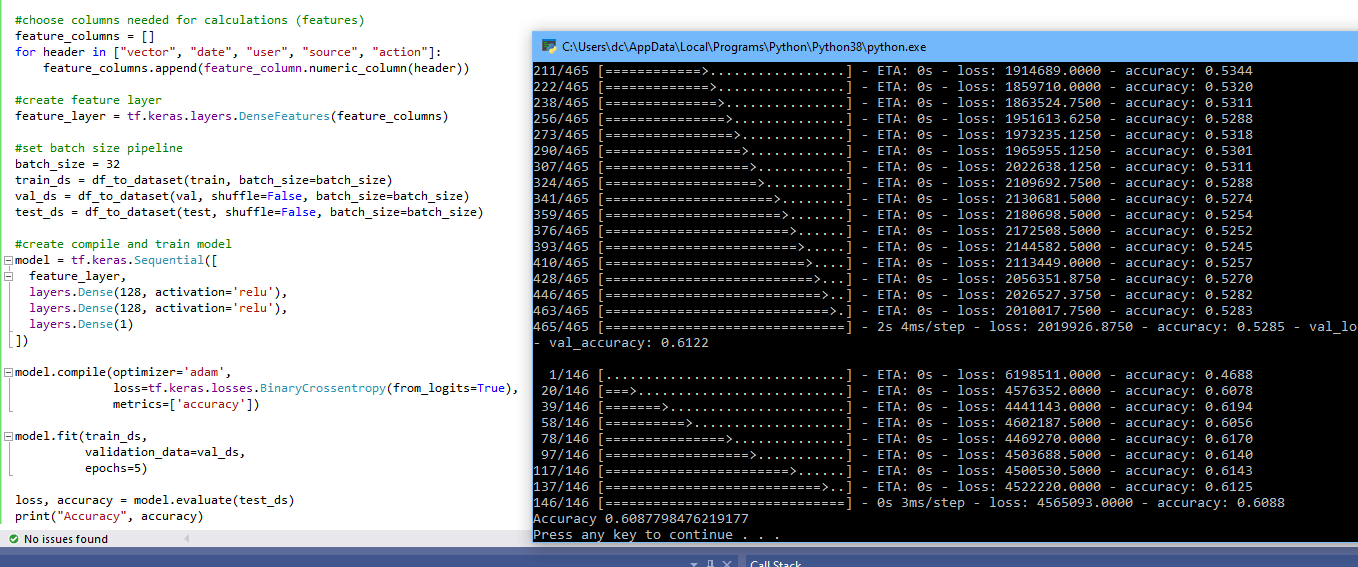 #choose columns needed for calculations (features)
feature_columns = []
for header in ["vector", "date", "user", "source", "action"]:
    feature_columns.append(feature_column.numeric_column(header))

#create feature layer
feature_layer = tf.keras.layers.DenseFeatures(feature_columns)

#set batch size pipeline
batch_size = 32
train_ds = df_to_dataset(train, batch_size=batch_size)
val_ds = df_to_dataset(val, shuffle=False, batch_size=batch_size)
test_ds = df_to_dataset(test, shuffle=False, batch_size=batch_size)

#create compile and train model
model = tf.keras.Sequential([
  feature_layer,
  layers.Dense(128, activation='relu'),
  layers.Dense(128, activation='relu'),
  layers.Dense(1)
])

model.compile(optimizer='adam',
             loss=tf.keras.losses.BinaryCrossentropy(from_logits=True),
             metrics=['accuracy'])

model.fit(train_ds,
         validation_data=val_ds,
         epochs=5)

loss, accuracy = model.evaluate(test_ds)
print("Accuracy", accuracy)
No issues found
C:\Users\dc\AppData\Local\Programs\Python\Python38\python.exe
211/465 [============>.................] - ETA: 0s - loss: 1914689.0000 - accuracy: 0.5344
222/465 [=============>................] - ETA: 0s - loss: 1859710.0000 - accuracy: 0.5320
238/465 [==============>...............] - ETA: 0s - loss: 1863524.7500 - accuracy: 0.5311
256/465 [===============>..............] - ETA: 0s - loss: 1951613.6250 - accuracy: 0.5288
273/465 [================>.............] - ETA: 0s - loss: 1973235.1250 - accuracy: 0.5318
290/465 [=================>............] - ETA: 0s - loss: 1965955.1250 - accuracy: 0.5301
307/465 [==================>...........] - ETA: 0s - loss: 2022638.1250 - accuracy: 0.5311
324/465 [===================>..........] - ETA: 0s - loss: 2109692.7500 - accuracy: 0.5288
341/465 [=====================>........] - ETA: 0s - loss: 2130681.5000 - accuracy: 0.5274
359/465 [======================>.......] - ETA: 0s - loss: 2180698.5000 - accuracy: 0.5254
376/465 [=======================>......] - ETA: 0s - loss: 2172508.5000 - accuracy: 0.5252
393/465 [========================>.....] - ETA: 0s - loss: 2144582.5000 - accuracy: 0.5245
410/465 [=========================>....] - ETA: 0s - loss: 2113449.0000 - accuracy: 0.5257
428/465 [==========================>...] - ETA: 0s - loss: 2056351.8750 - accuracy: 0.5270
446/465 [===========================>..] - ETA: 0s - loss: 2026527.3750 - accuracy: 0.5282
463/465 [============================>.] - ETA: 0s - loss: 2010017.7500 - accuracy: 0.5283
465/465 [==============================] - 2s 4ms/step - loss: 2019926.8750 - accuracy: 0.5285 - val_lo
- val_accuracy: 0.6122

  1/146 [..............................] - ETA: 0s - loss: 6198511.0000 - accuracy: 0.4688
 20/146 [===>..........................] - ETA: 0s - loss: 4576352.0000 - accuracy: 0.6078
 39/146 [=======>......................] - ETA: 0s - loss: 4441143.0000 - accuracy: 0.6194
 58/146 [==========>...................] - ETA: 0s - loss: 4602187.5000 - accuracy: 0.6056
 78/146 [===============>..............] - ETA: 0s - loss: 4469270.0000 - accuracy: 0.6170
 97/146 [==================>...........] - ETA: 0s - loss: 4503688.5000 - accuracy: 0.6140
117/146 [=======================>......] - ETA: 0s - loss: 4500530.5000 - accuracy: 0.6143
137/146 [===========================>..] - ETA: 0s - loss: 4522220.0000 - accuracy: 0.6125
146/146 [==============================] - 0s 3ms/step - loss: 4565093.0000 - accuracy: 0.6088
Accuracy 0.6087798476219177
Press any key to continue . . .
Call Stack